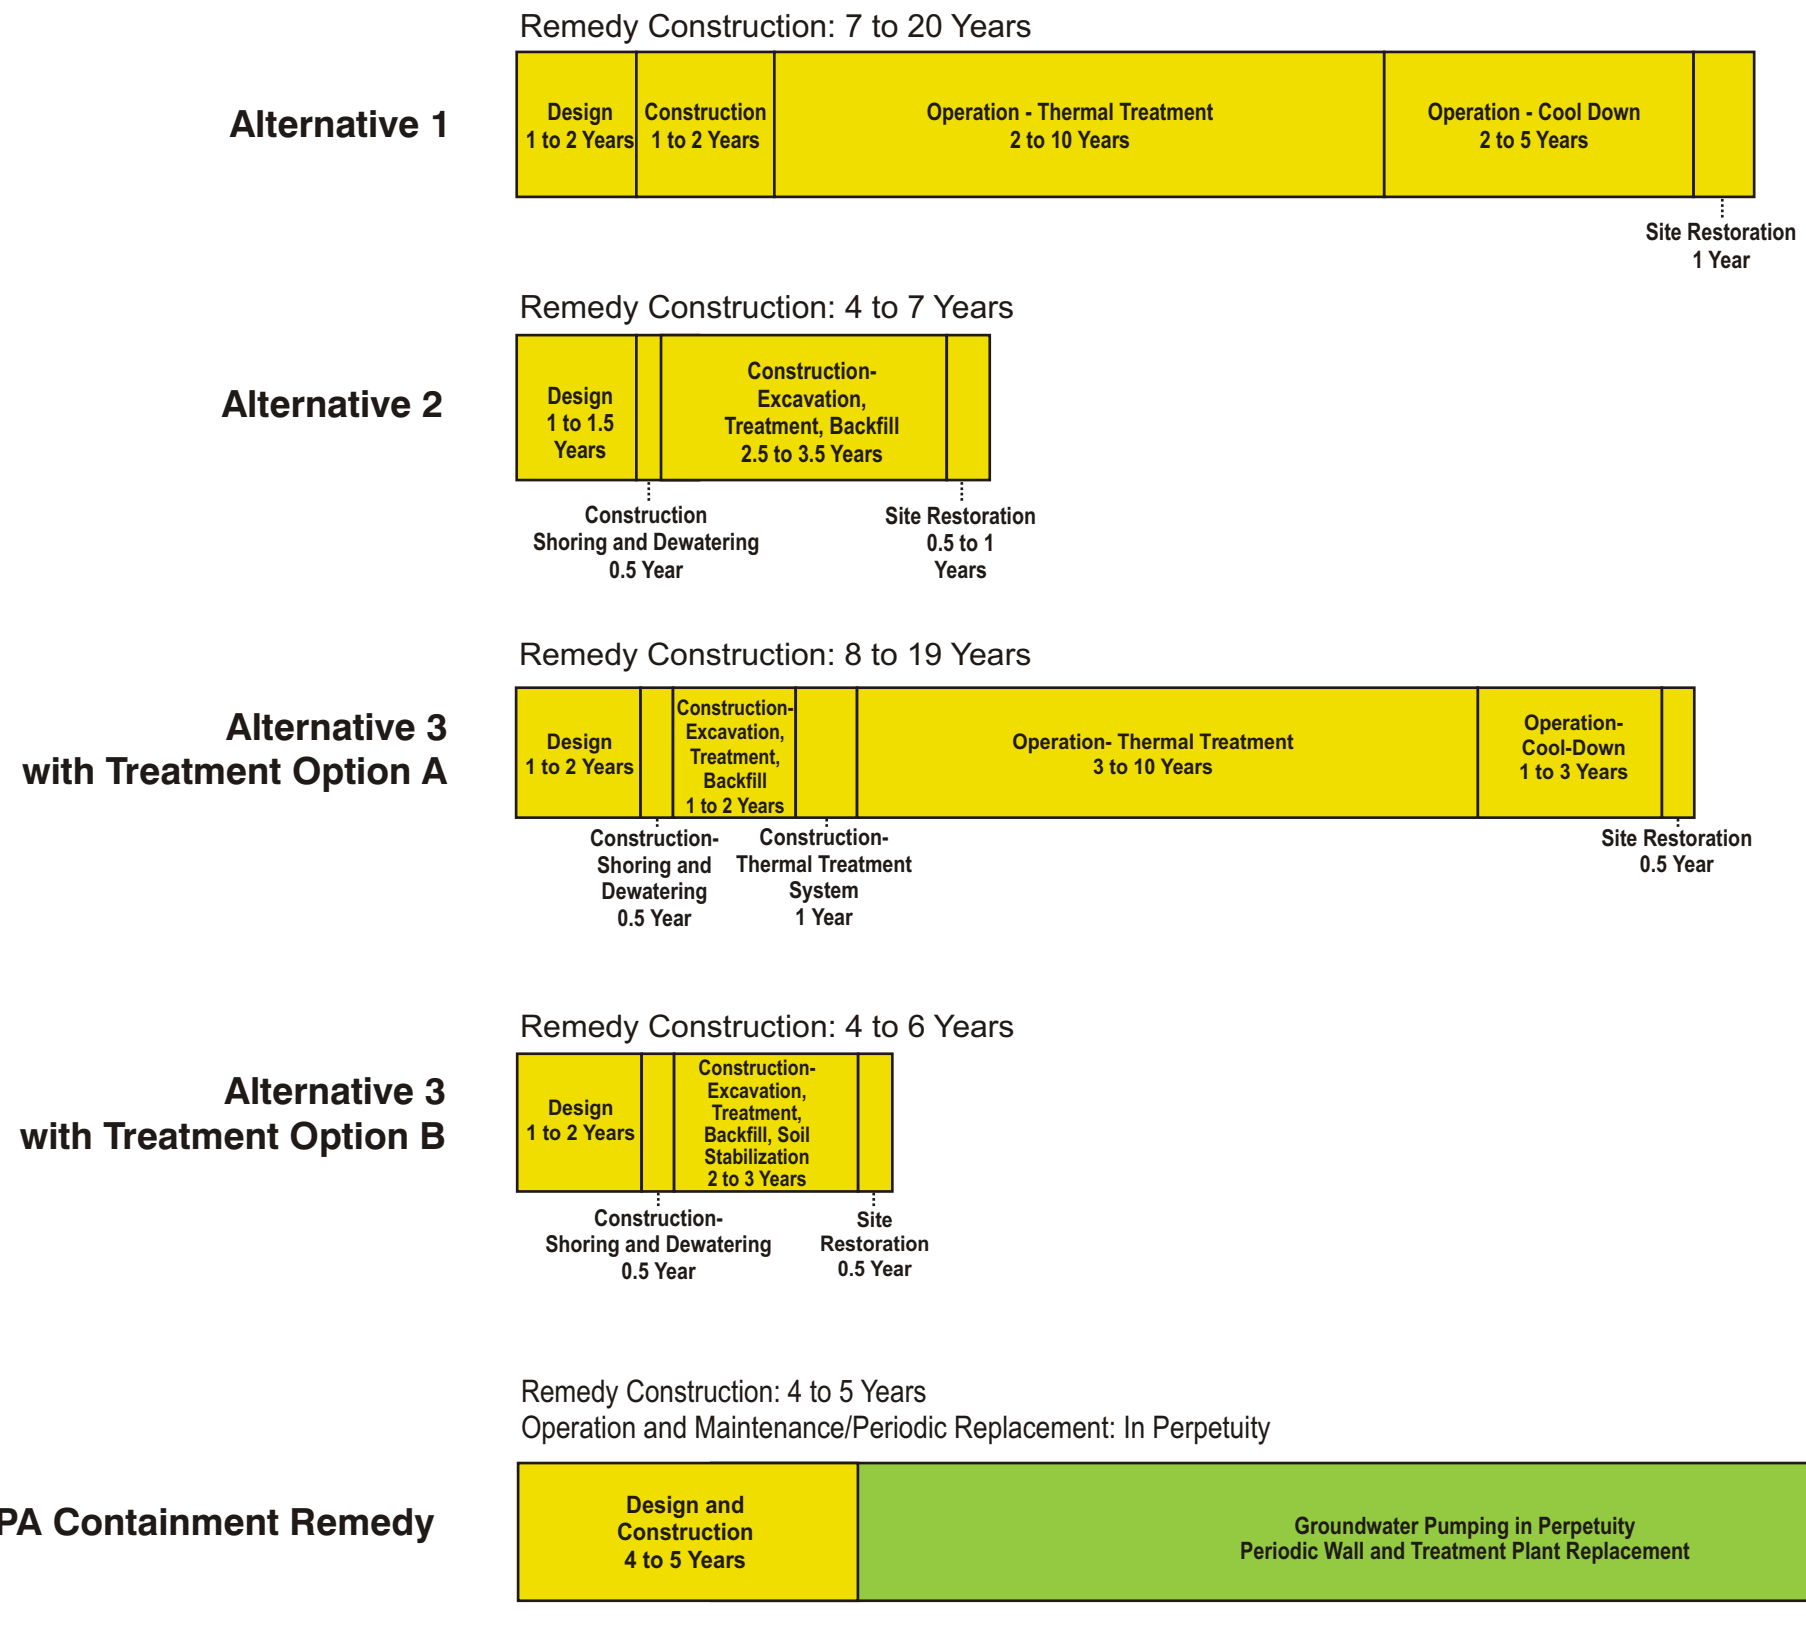 Remedy Construction: 7 to 20 Years
Alternative 1
Design
1 to 2 Years
Construction
1 to 2 Years
Operation - Thermal Treatment
2 to 10 Years
Operation - Cool Down
2 to 5 Years
Site Restoration
1 Year
Remedy Construction: 4 to 7 Years
Alternative 2
Design
1 to 1.5
Years
Construction-
Excavation,
Treatment, Backfill
2.5 to 3.5 Years
Construction
Shoring and Dewatering
0.5 Year
Site Restoration
0.5 to 1
Years
Remedy Construction: 8 to 19 Years
Alternative 3
with Treatment Option A
Design
1 to 2 Years
Construction-
Excavation,
Treatment,
Backfill
1 to 2 Years
Operation- Thermal Treatment
3 to 10 Years
Operation-
Cool-Down
1 to 3 Years
Construction-
Shoring and
Dewatering
0.5 Year
Construction-
Thermal Treatment
System
1 Year
Site Restoration
0.5 Year
Remedy Construction: 4 to 6 Years
Alternative 3
with Treatment Option B
Design
1 to 2 Years
Construction-
Excavation,
Treatment,
Backfill, Soil
Stabilization
2 to 3 Years
Construction-
Shoring and Dewatering
0.5 Year
Site
Restoration
0.5 Year
Remedy Construction: 4 to 5 Years
Operation and Maintenance/Periodic Replacement: In Perpetuity
PA Containment Remedy
Design and
Construction
4 to 5 Years
Groundwater Pumping in Perpetuity
Periodic Wall and Treatment Plant Replacement